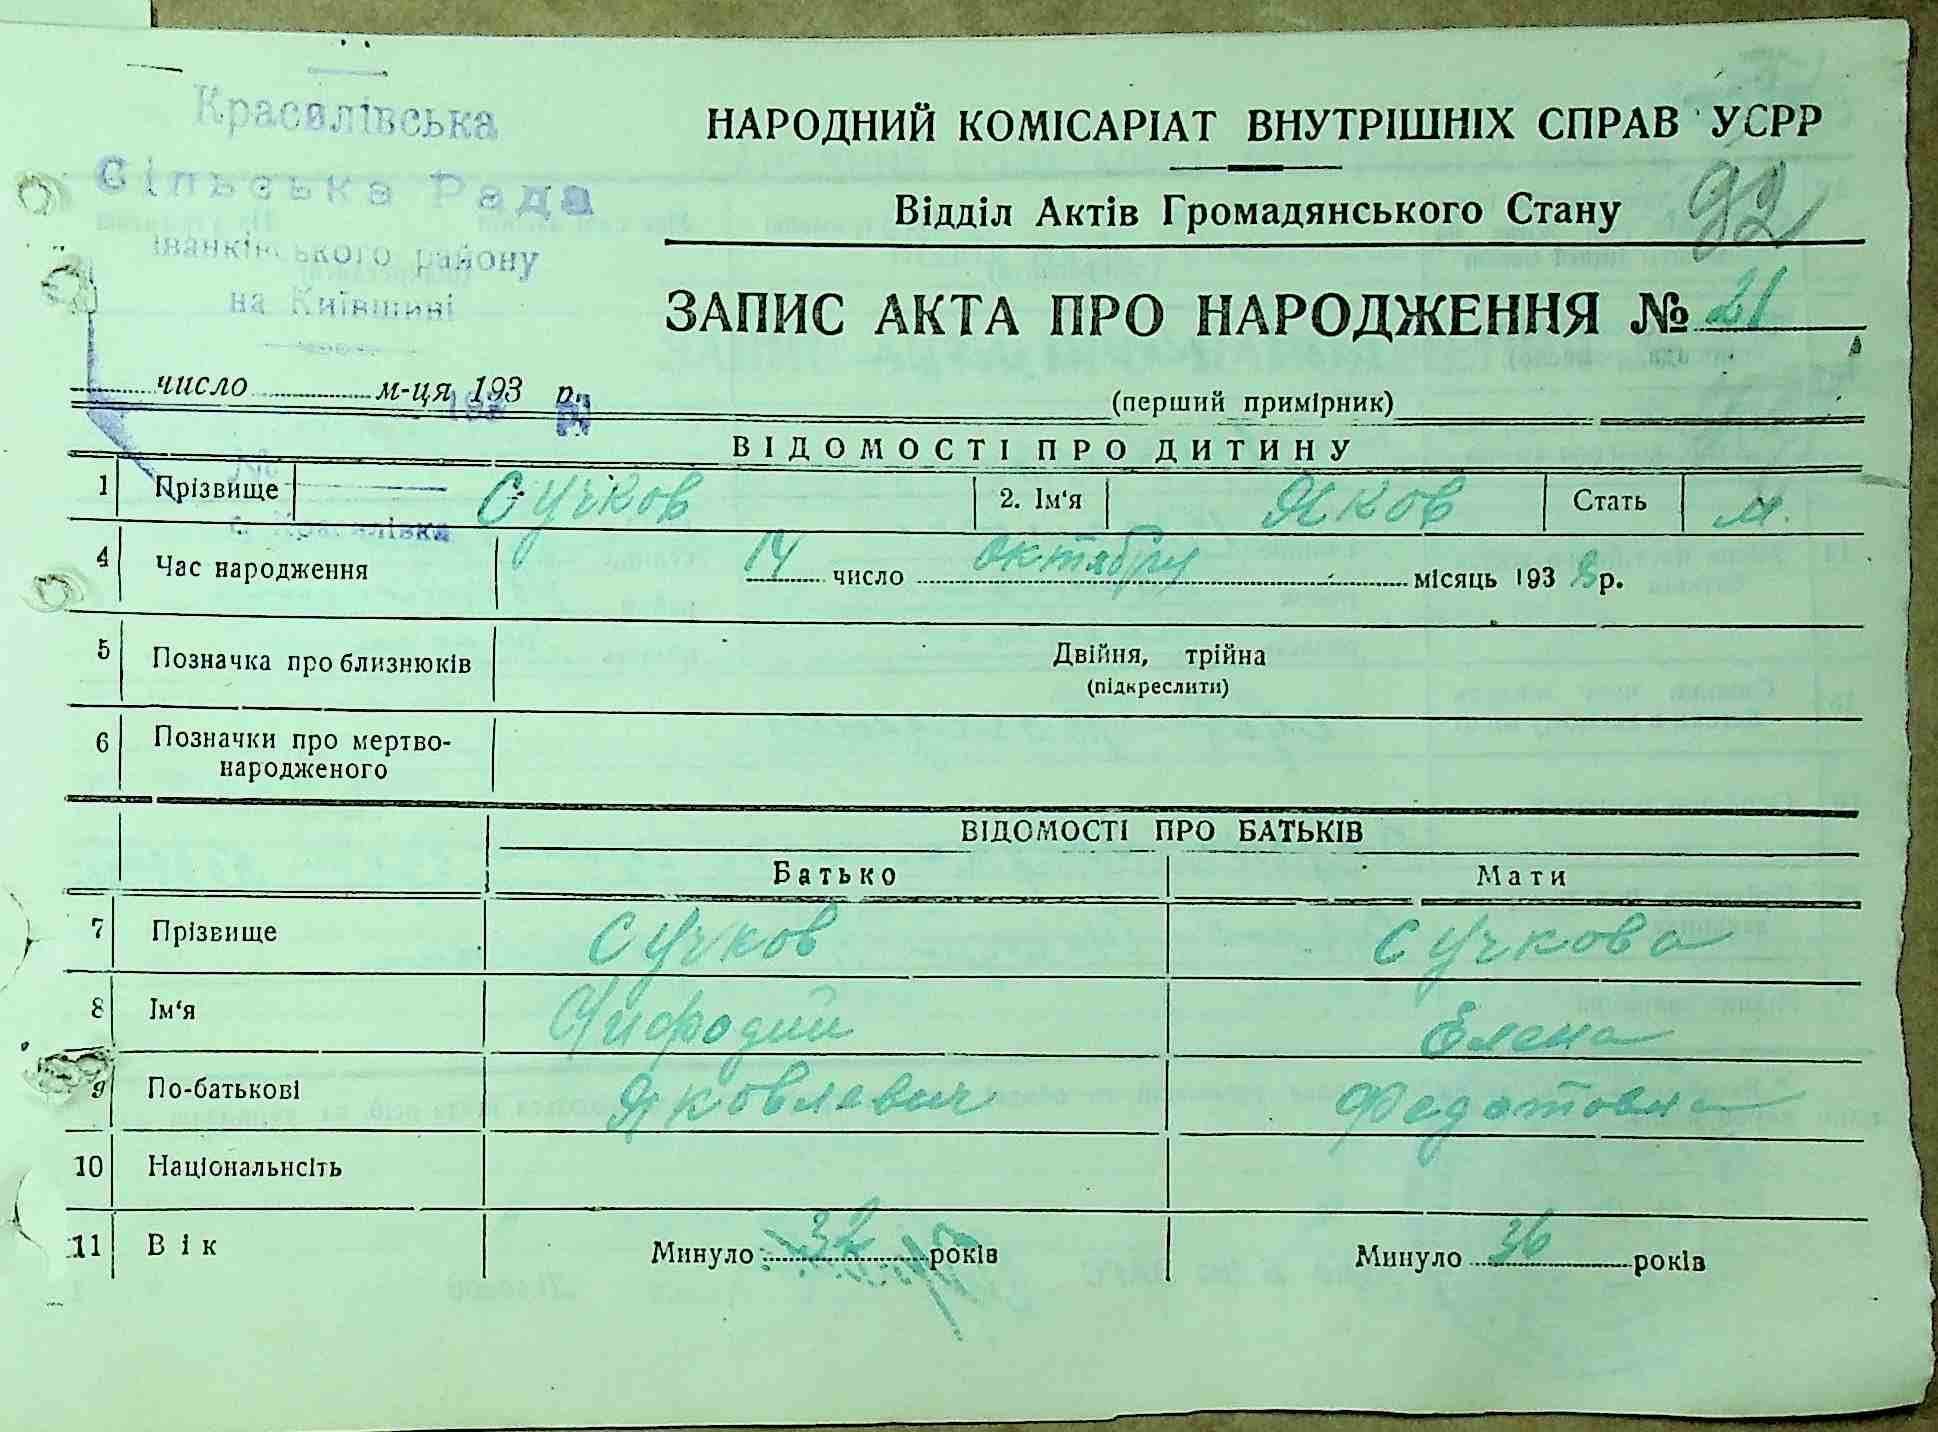 Красялівська
Сільська Рада
Іванківського району
на Київщині
НАРОДНИЙ КОМІСАРІАТ ВНУТРІШНІХ СПРАВ УСРР
Відділ Актів Громадянського Стану
92
ЗАПИС АКТА ПРО НАРОДЖЕННЯ № 21
число м-ця 193 р.
(перший примірник)
ВІДОМОСТІ ПРО ДИТИНУ
1 Прізвище Сучков 2. Ім'я Яков Стать м.
4 Час народження 14 число октября місяць 193 р.
5 Позначка про близнюків Двійня, трійна
(підкреслити)
6 Позначки про мертво-
народженого
ВІДОМОСТІ ПРО БАТЬКІВ
Батько Мати
7 Прізвище Сучков Сучкова
8 Ім'я Елена
9 По-батькові Яковлевич Федотовна
10 Національнсіть
11 Вік Минуло 32 років Минуло 36 років